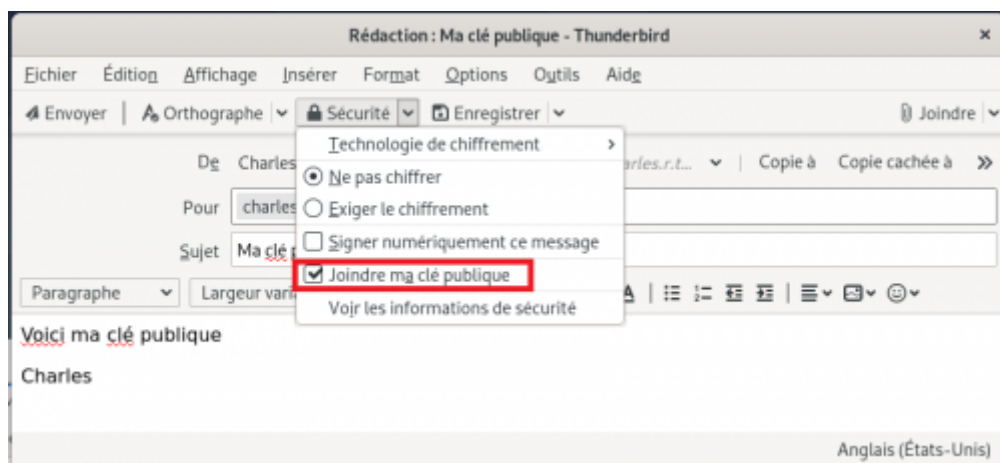 Rédaction : Ma clé publique - Thunderbird ×
Fichier Édition Affichage Insérer Format Options Outils Aide
Envoyer Orthographe Sécurité Enregistrer Joindre
Technologie de chiffrement
De Charles arles.r.t... Copie à Copie cachée à
Ne pas chiffrer
Pour charles
Exiger le chiffrement
Signer numériquement ce message
Sujet Ma clé p
Joindre ma clé publique
Paragraphe Largeur varia
Voir les informations de sécurité
Voici ma clé publique
Charles
Anglais (États-Unis)